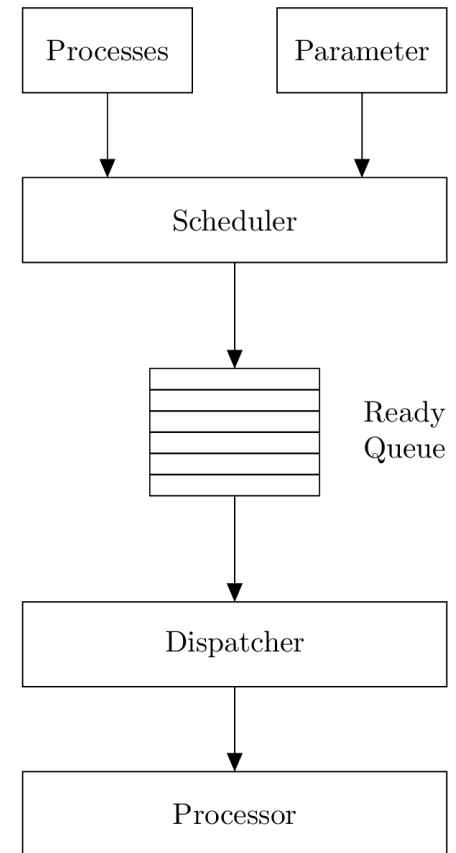 Processes
Parameter
Scheduler
Ready
Queue
Dispatcher
Processor